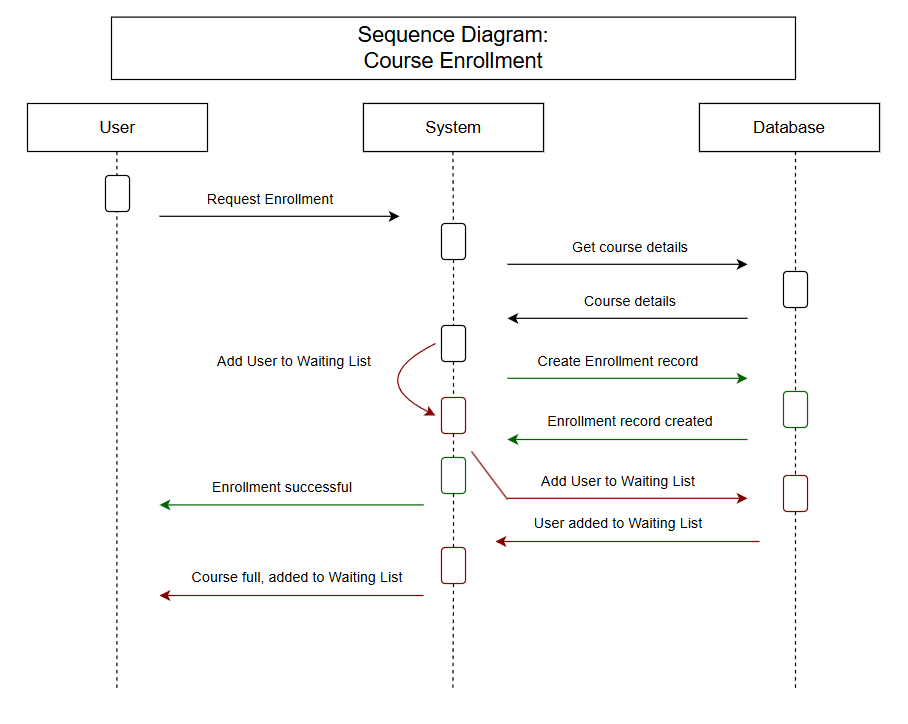 Sequence Diagram:
Course Enrollment
User
System
Database
Request Enrollment
Get course details
Course details
Add User to Waiting List
Create Enrollment record
Enrollment record created
Add User to Waiting List
Enrollment successful
User added to Waiting List
Course full, added to Waiting List